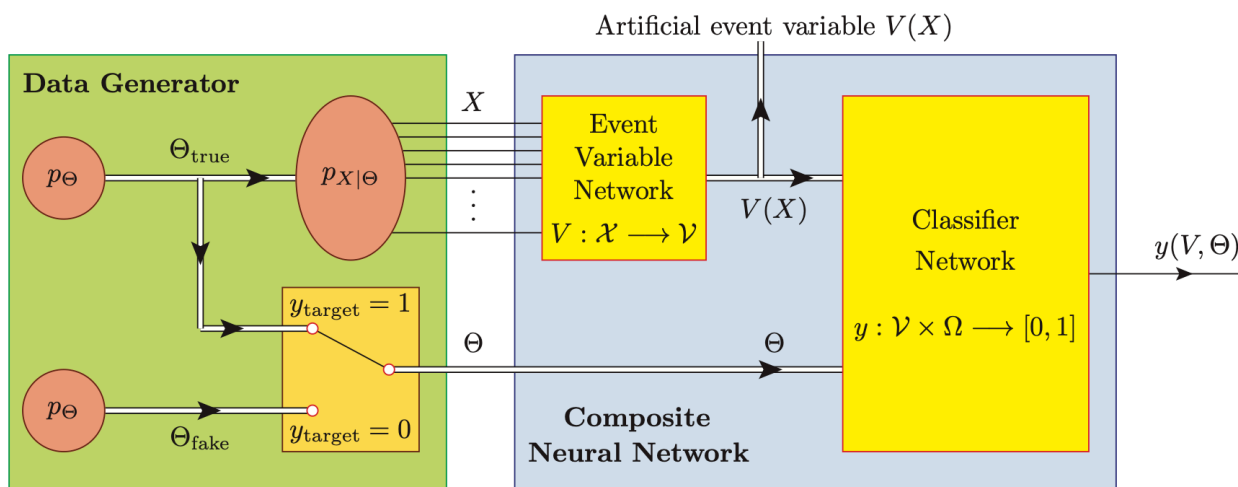 Artificial event variable V(X)
Data Generator
p_Θ
Θ_true
p_{X|Θ}
X
⋮
Event
Variable
Network
V : 𝒳 ⟶ 𝒱
V(X)
Classifier
Network
y : 𝒱 × Ω ⟶ [0, 1]
y(V, Θ)
y_target = 1
Θ
Θ
p_Θ
Θ_fake
y_target = 0
Composite
Neural Network